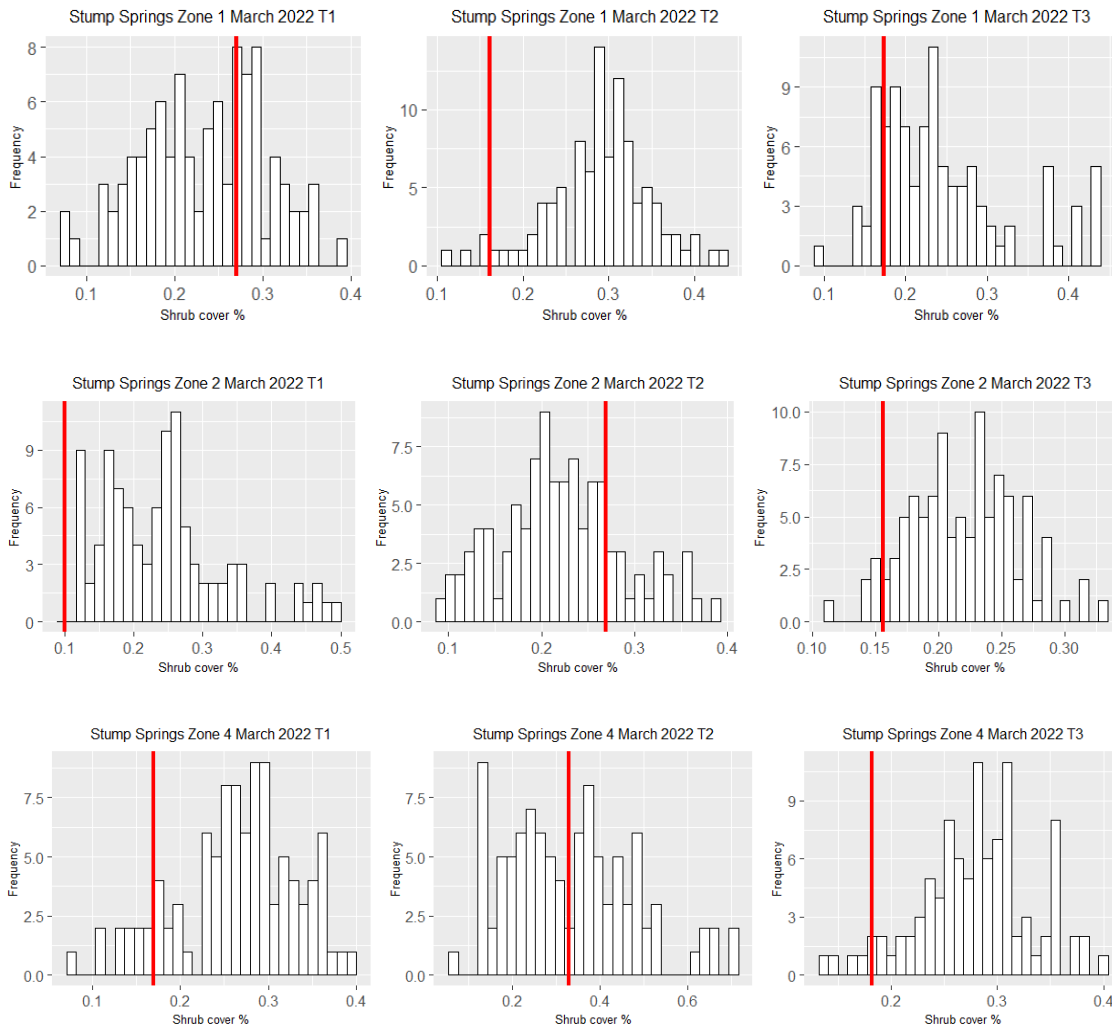 Stump Springs Zone 1 March 2022 T1
8
6
4
2
0
Frequency
0.1 0.2 0.3 0.4
Shrub cover %
Stump Springs Zone 1 March 2022 T2
10
5
0
Frequency
0.1 0.2 0.3 0.4
Shrub cover %
Stump Springs Zone 1 March 2022 T3
9
6
3
0
Frequency
0.1 0.2 0.3 0.4
Shrub cover %
Stump Springs Zone 2 March 2022 T1
9
6
3
0
Frequency
0.1 0.2 0.3 0.4 0.5
Shrub cover %
Stump Springs Zone 2 March 2022 T2
7.5
5.0
2.5
0.0
Frequency
0.1 0.2 0.3 0.4
Shrub cover %
Stump Springs Zone 2 March 2022 T3
10.0
7.5
5.0
2.5
0.0
Frequency
0.10 0.15 0.20 0.25 0.30
Shrub cover %
Stump Springs Zone 4 March 2022 T1
7.5
5.0
2.5
0.0
Frequency
0.1 0.2 0.3 0.4
Shrub cover %
Stump Springs Zone 4 March 2022 T2
7.5
5.0
2.5
0.0
Frequency
0.2 0.4 0.6
Shrub cover %
Stump Springs Zone 4 March 2022 T3
9
6
3
0
Frequency
0.2 0.3 0.4
Shrub cover %